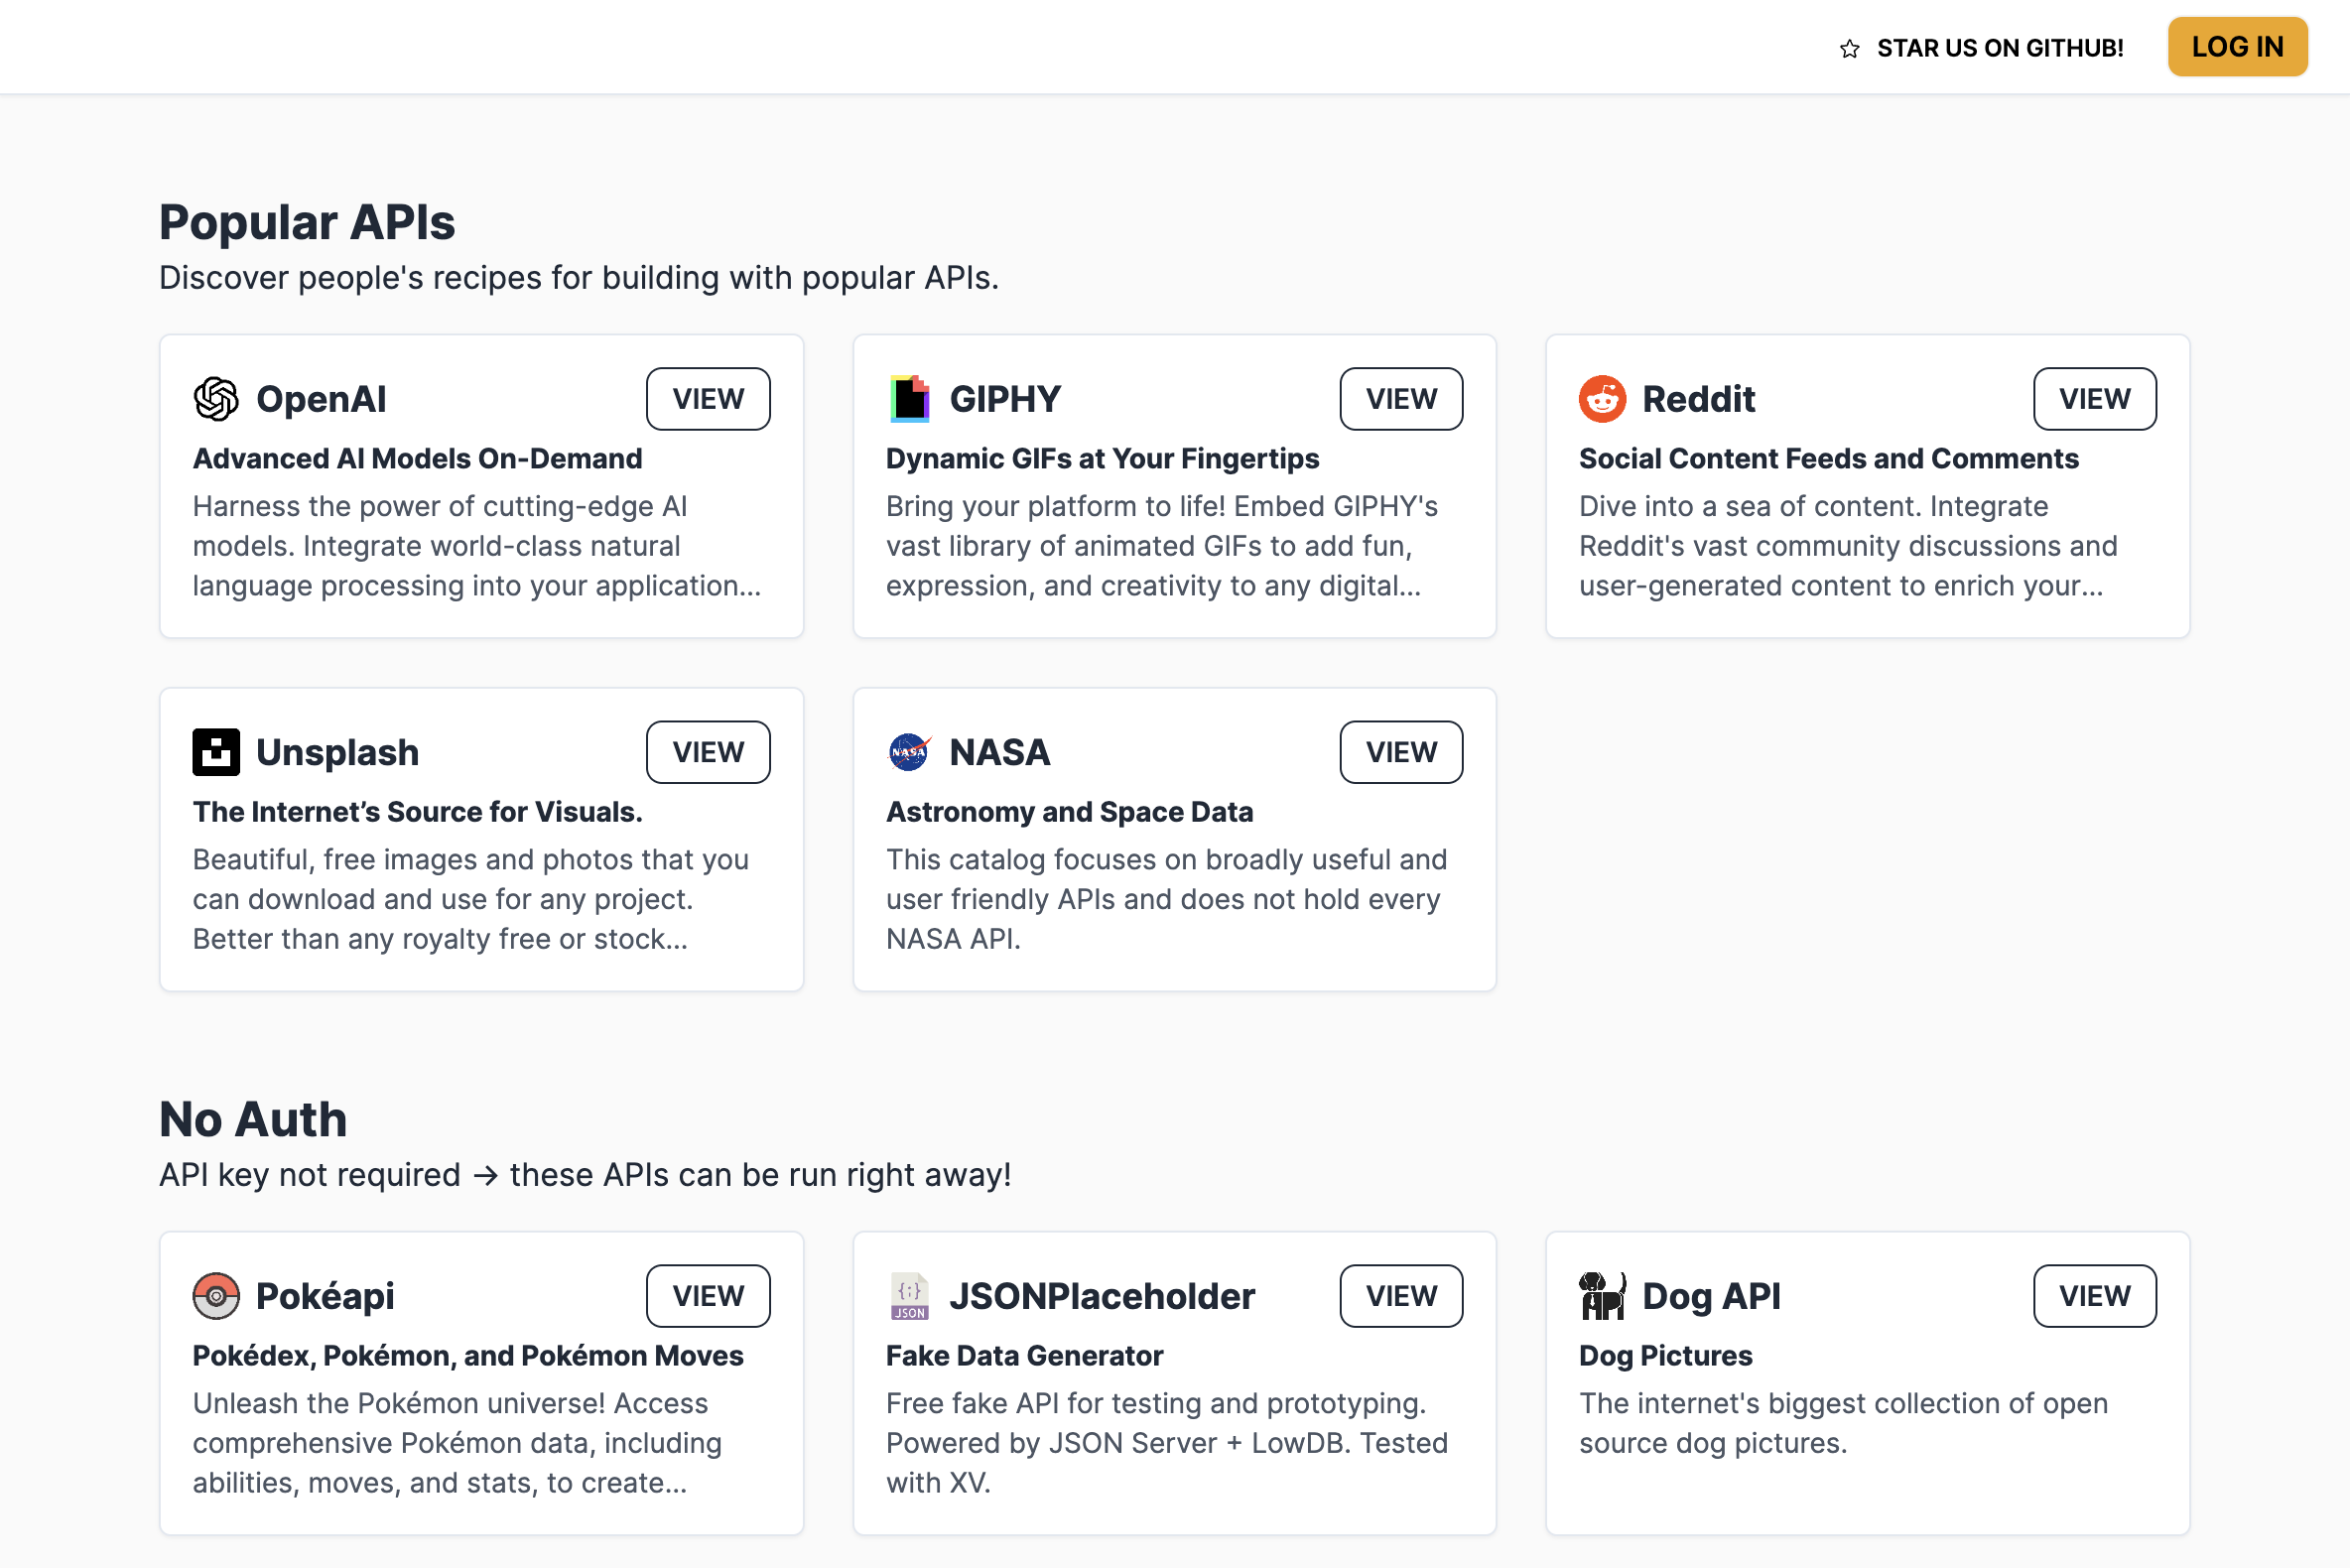 STAR US ON GITHUB!
LOG IN
Popular APIs
Discover people's recipes for building with popular APIs.
OpenAI
VIEW
Advanced AI Models On-Demand
Harness the power of cutting-edge AI
models. Integrate world-class natural
language processing into your application...
GIPHY
VIEW
Dynamic GIFs at Your Fingertips
Bring your platform to life! Embed GIPHY's
vast library of animated GIFs to add fun,
expression, and creativity to any digital...
Reddit
VIEW
Social Content Feeds and Comments
Dive into a sea of content. Integrate
Reddit's vast community discussions and
user-generated content to enrich your...
Unsplash
VIEW
The Internet’s Source for Visuals.
Beautiful, free images and photos that you
can download and use for any project.
Better than any royalty free or stock...
NASA
NASA
VIEW
Astronomy and Space Data
This catalog focuses on broadly useful and
user friendly APIs and does not hold every
NASA API.
No Auth
API key not required → these APIs can be run right away!
Pokéapi
VIEW
Pokédex, Pokémon, and Pokémon Moves
Unleash the Pokémon universe! Access
comprehensive Pokémon data, including
abilities, moves, and stats, to create...
{;}
JSON
JSONPlaceholder
VIEW
Fake Data Generator
Free fake API for testing and prototyping.
Powered by JSON Server + LowDB. Tested
with XV.
Dog API
VIEW
Dog Pictures
The internet's biggest collection of open
source dog pictures.